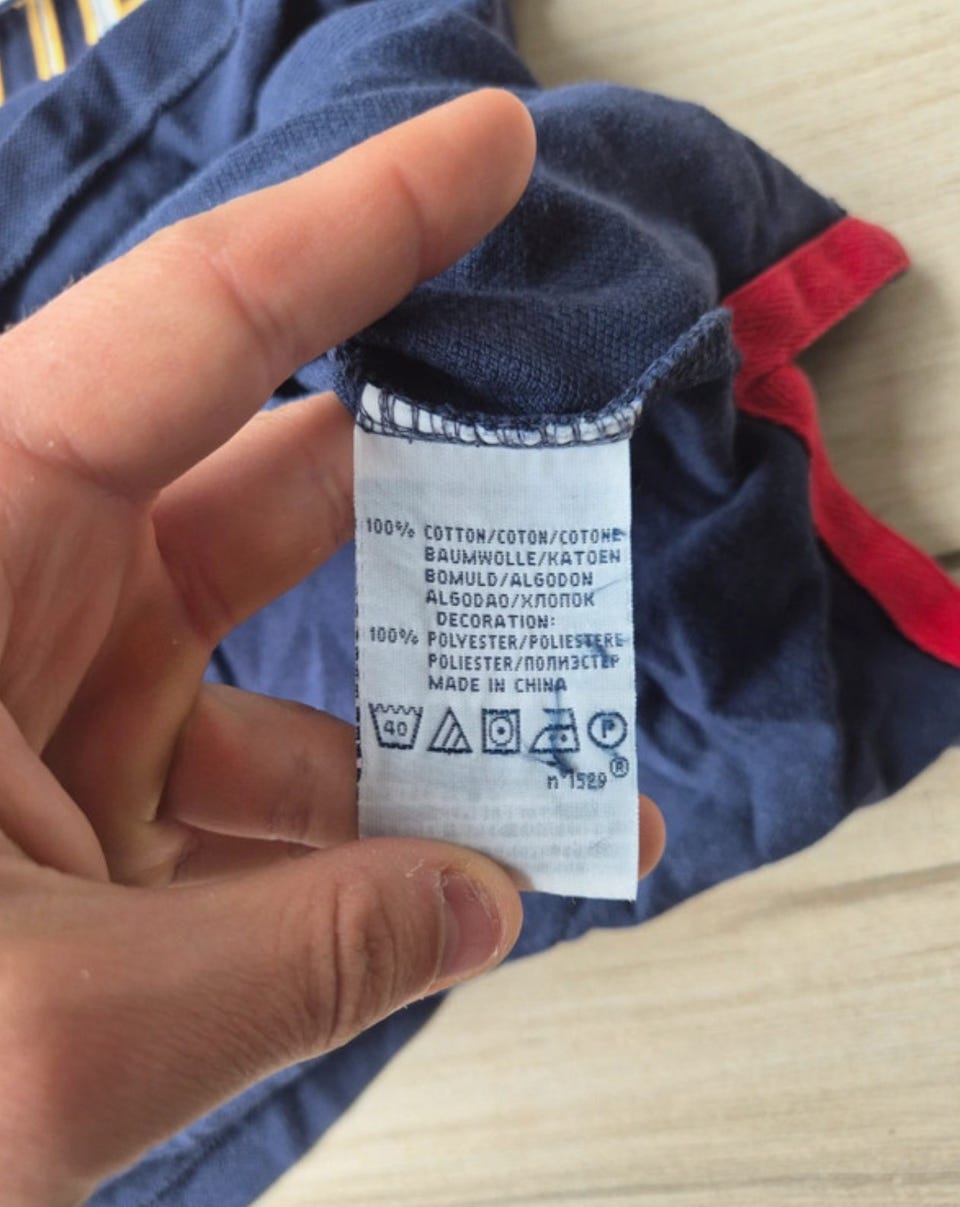 100% COTTON/COTON/COTONE
BAUMWOLLE/KATOEN
BOMULD/ALGODON
ALGODAO/ХЛОПОК
DECORATION:
100% POLYESTER/POLIESTERE
POLIESTER/ПОЛИЭСТЕР
MADE IN CHINA
40 P
n°1529 ®